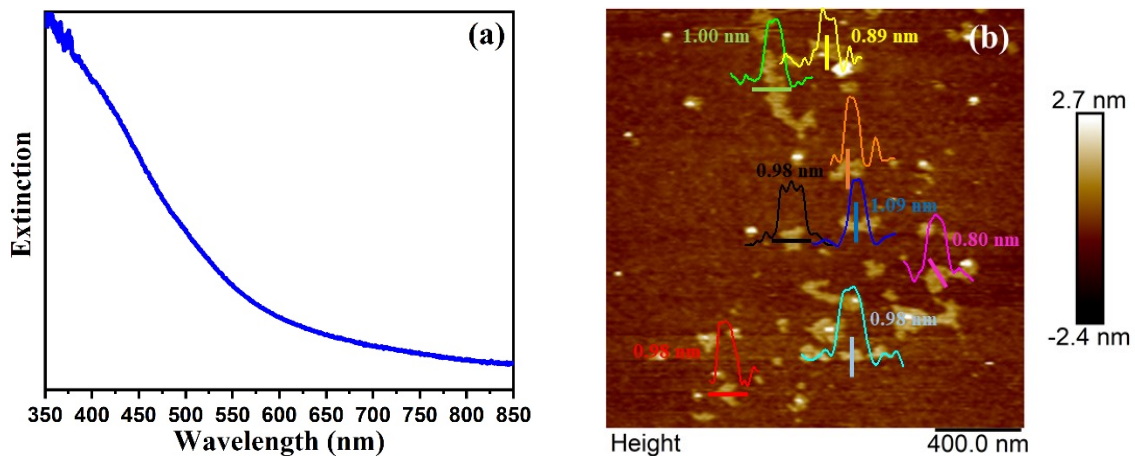 (a)
Extinction
350 400 450 500 550 600 650 700 750 800 850
Wavelength (nm)
(b)
1.00 nm
0.89 nm
0.98 nm
1.09 nm
0.80 nm
0.98 nm
0.98 nm
2.7 nm
-2.4 nm
Height
400.0 nm